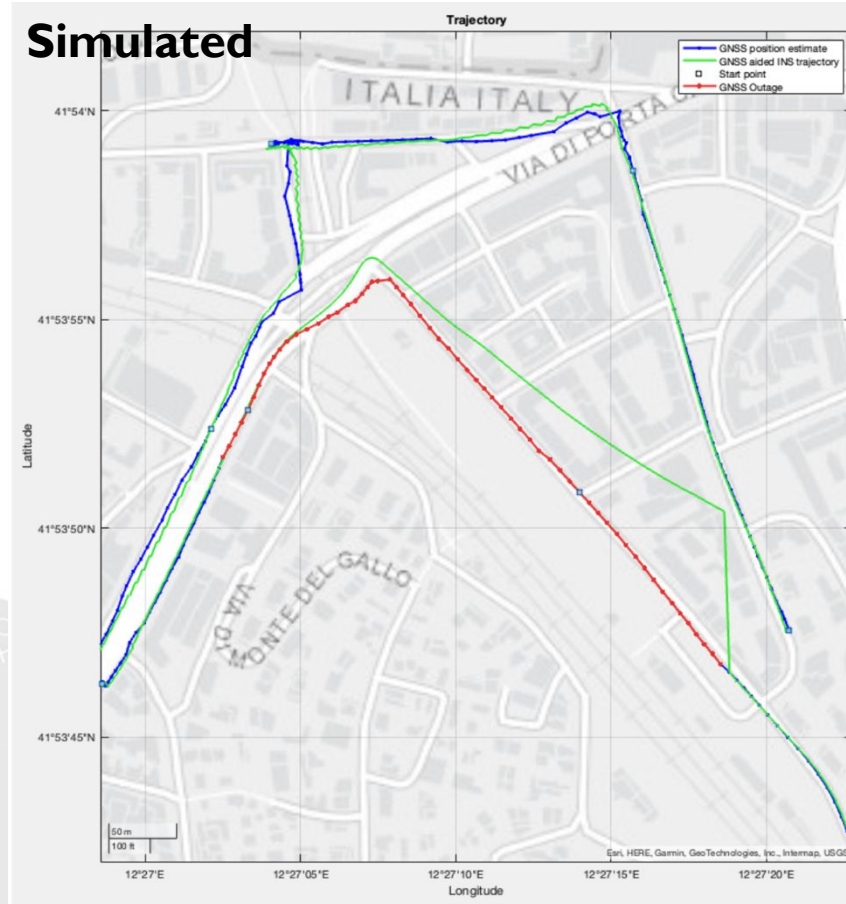 Simulated
Trajectory
GNSS position estimate
GNSS aided INS trajectory
Start point
GNSS Outage
ITALIA ITALY
VIA DI PORTA
41°54'N
41°53'55"N
41°53'50"N
41°53'45"N
Latitude
VIA DI
MONTE DEL GALLO
50 m
100 ft
Esri, HERE, Garmin, GeoTechnologies, Inc., Intermap, USGS
12°27'E
12°27'05"E
12°27'10"E
12°27'15"E
12°27'20"E
Longitude